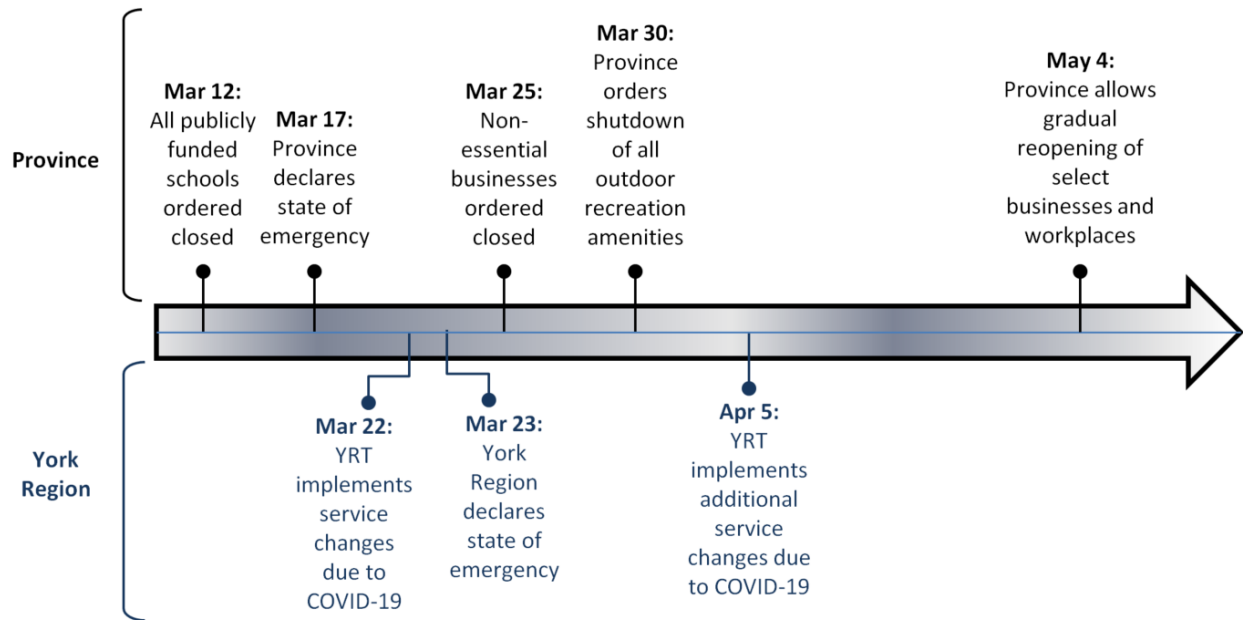 Province
Mar 12:
All publicly
funded
schools
ordered
closed
Mar 17:
Province
declares
state of
emergency
Mar 25:
Non-
essential
businesses
ordered
closed
Mar 30:
Province
orders
shutdown
of all
outdoor
recreation
amenities
May 4:
Province allows
gradual
reopening of
select
businesses and
workplaces
York
Region
Mar 22:
YRT
implements
service
changes
due to
COVID-19
Mar 23:
York
Region
declares
state of
emergency
Apr 5:
YRT
implements
additional
service
changes due
to COVID-19